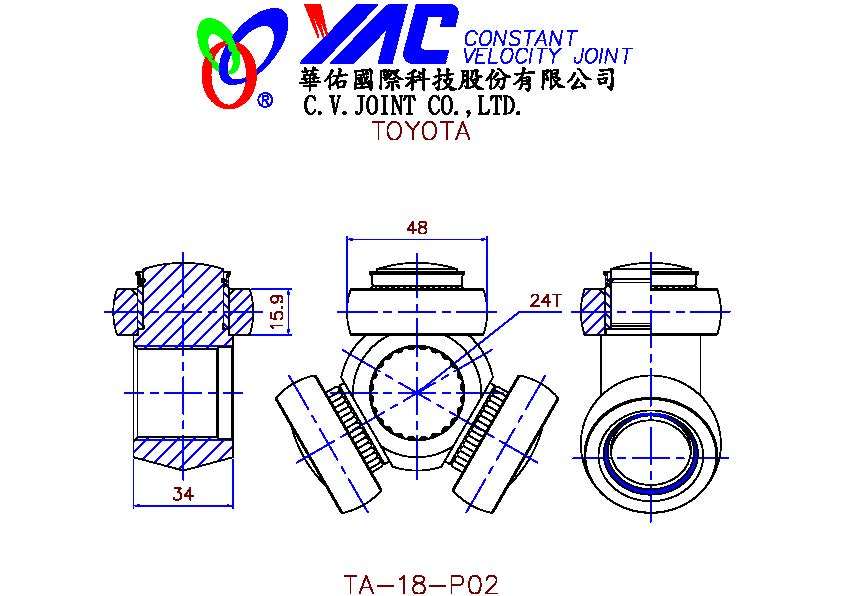 YAC CONSTANT
VELOCITY JOINT
®
華佑國際科技股份有限公司
C.V.JOINT CO.,LTD.
TOYOTA
48
24T
15.9
34
TA-18-P02